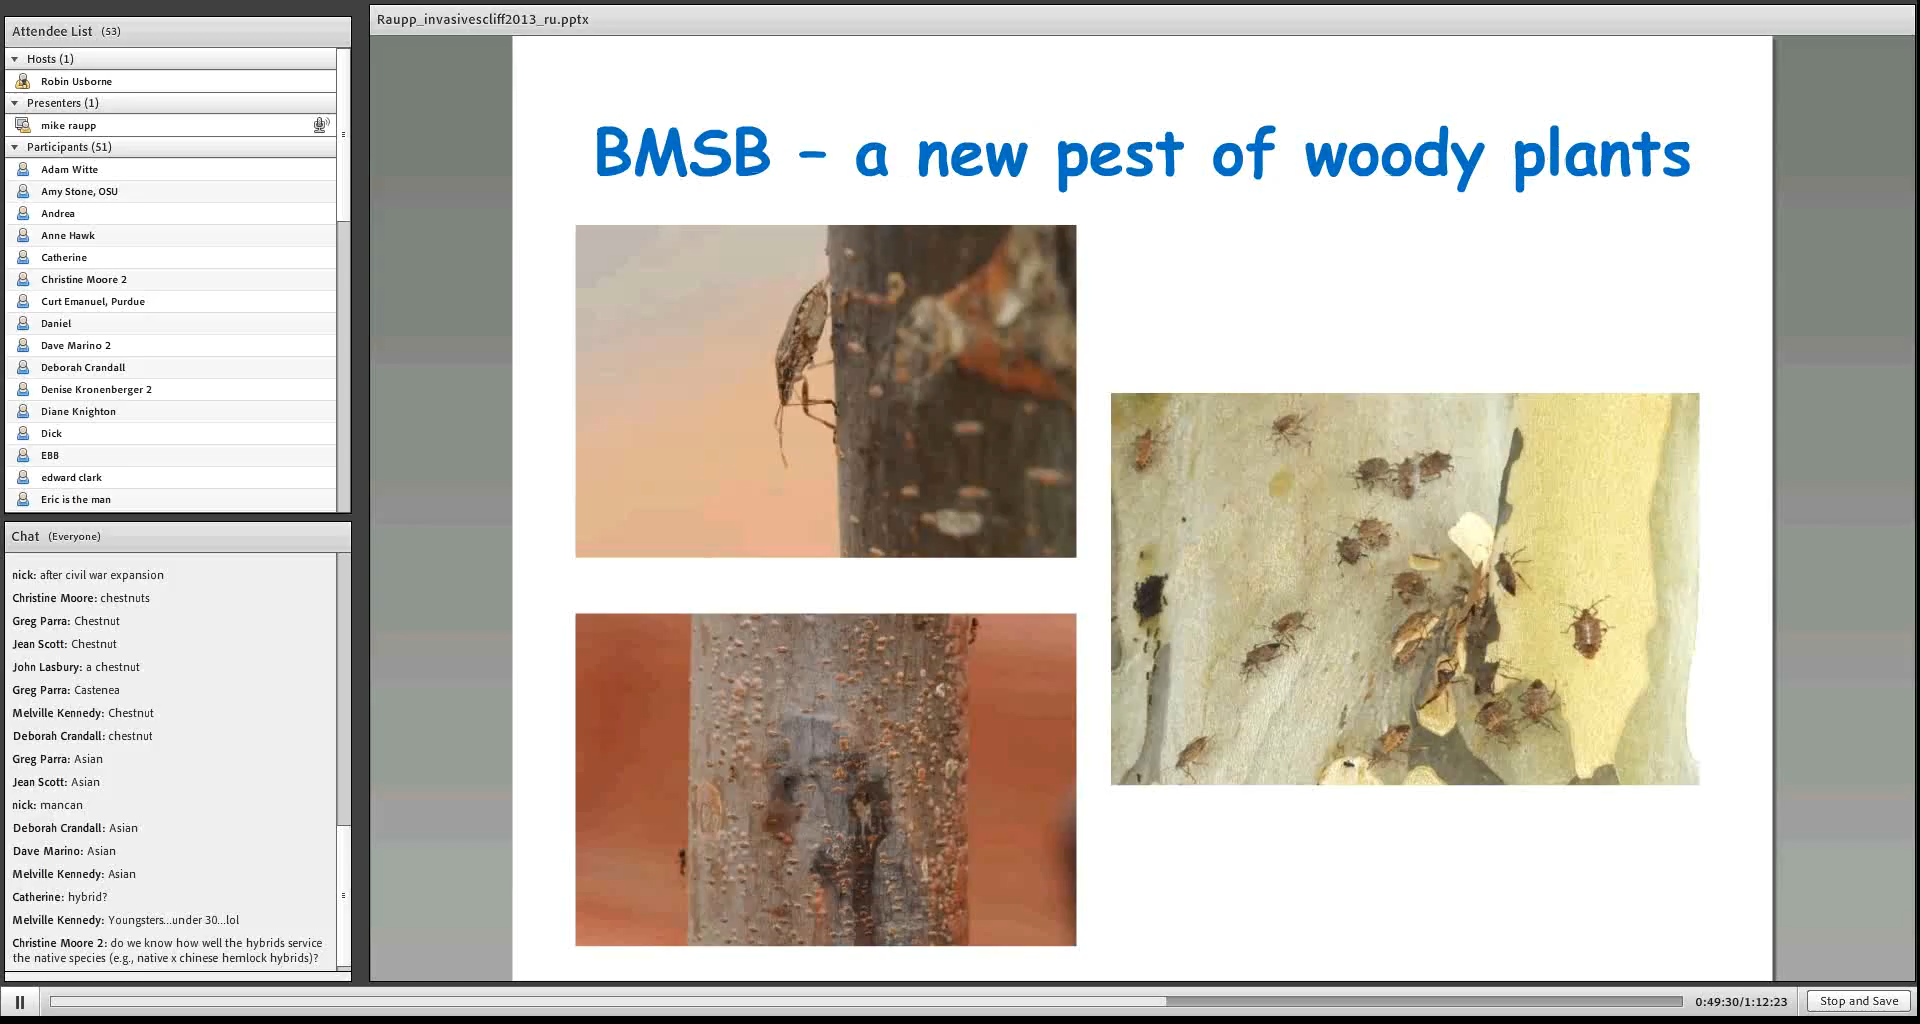 Attendee List (53)
Hosts (1)
Robin Usborne
Presenters (1)
mike raupp
Participants (51)
Adam Witte
Amy Stone, OSU
Andrea
Anne Hawk
Catherine
Christine Moore 2
Curt Emanuel, Purdue
Daniel
Dave Marino 2
Deborah Crandall
Denise Kronenberger 2
Diane Knighton
Dick
EBB
edward clark
Eric is the man
Chat (Everyone)
nick: after civil war expansion
Christine Moore: chestnuts
Greg Parra: Chestnut
Jean Scott: Chestnut
John Lasbury: a chestnut
Greg Parra: Castenea
Melville Kennedy: Chestnut
Deborah Crandall: chestnut
Greg Parra: Asian
Jean Scott: Asian
nick: mancan
Deborah Crandall: Asian
Dave Marino: Asian
Melville Kennedy: Asian
Catherine: hybrid?
Melville Kennedy: Youngsters...under 30...lol
Christine Moore 2: do we know how well the hybrids service
the native species (e.g., native x chinese hemlock hybrids)?
Raupp_invasivescliff2013_ru.pptx
BMSB – a new pest of woody plants
0:49:30/1:12:23
Stop and Save